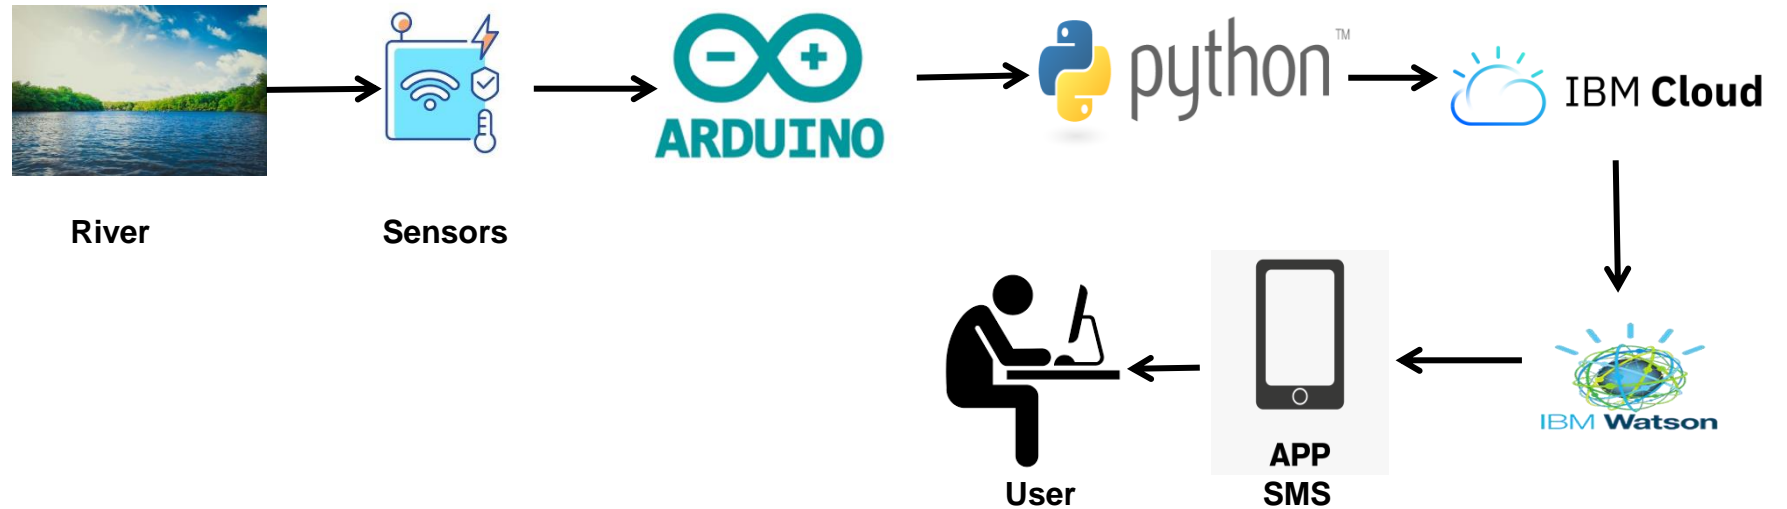 ARDUINO
python™
IBM Cloud
River
Sensors
IBM Watson
APP
SMS
User